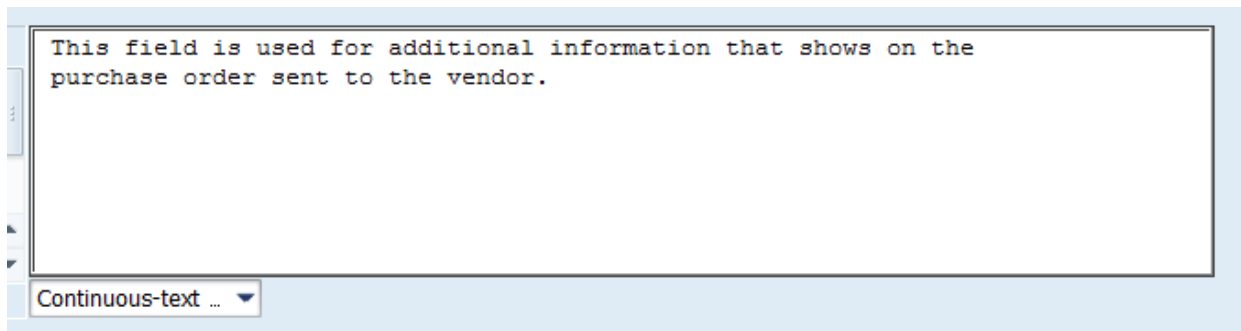 This field is used for additional information that shows on the
purchase order sent to the vendor.
Continuous-text ...